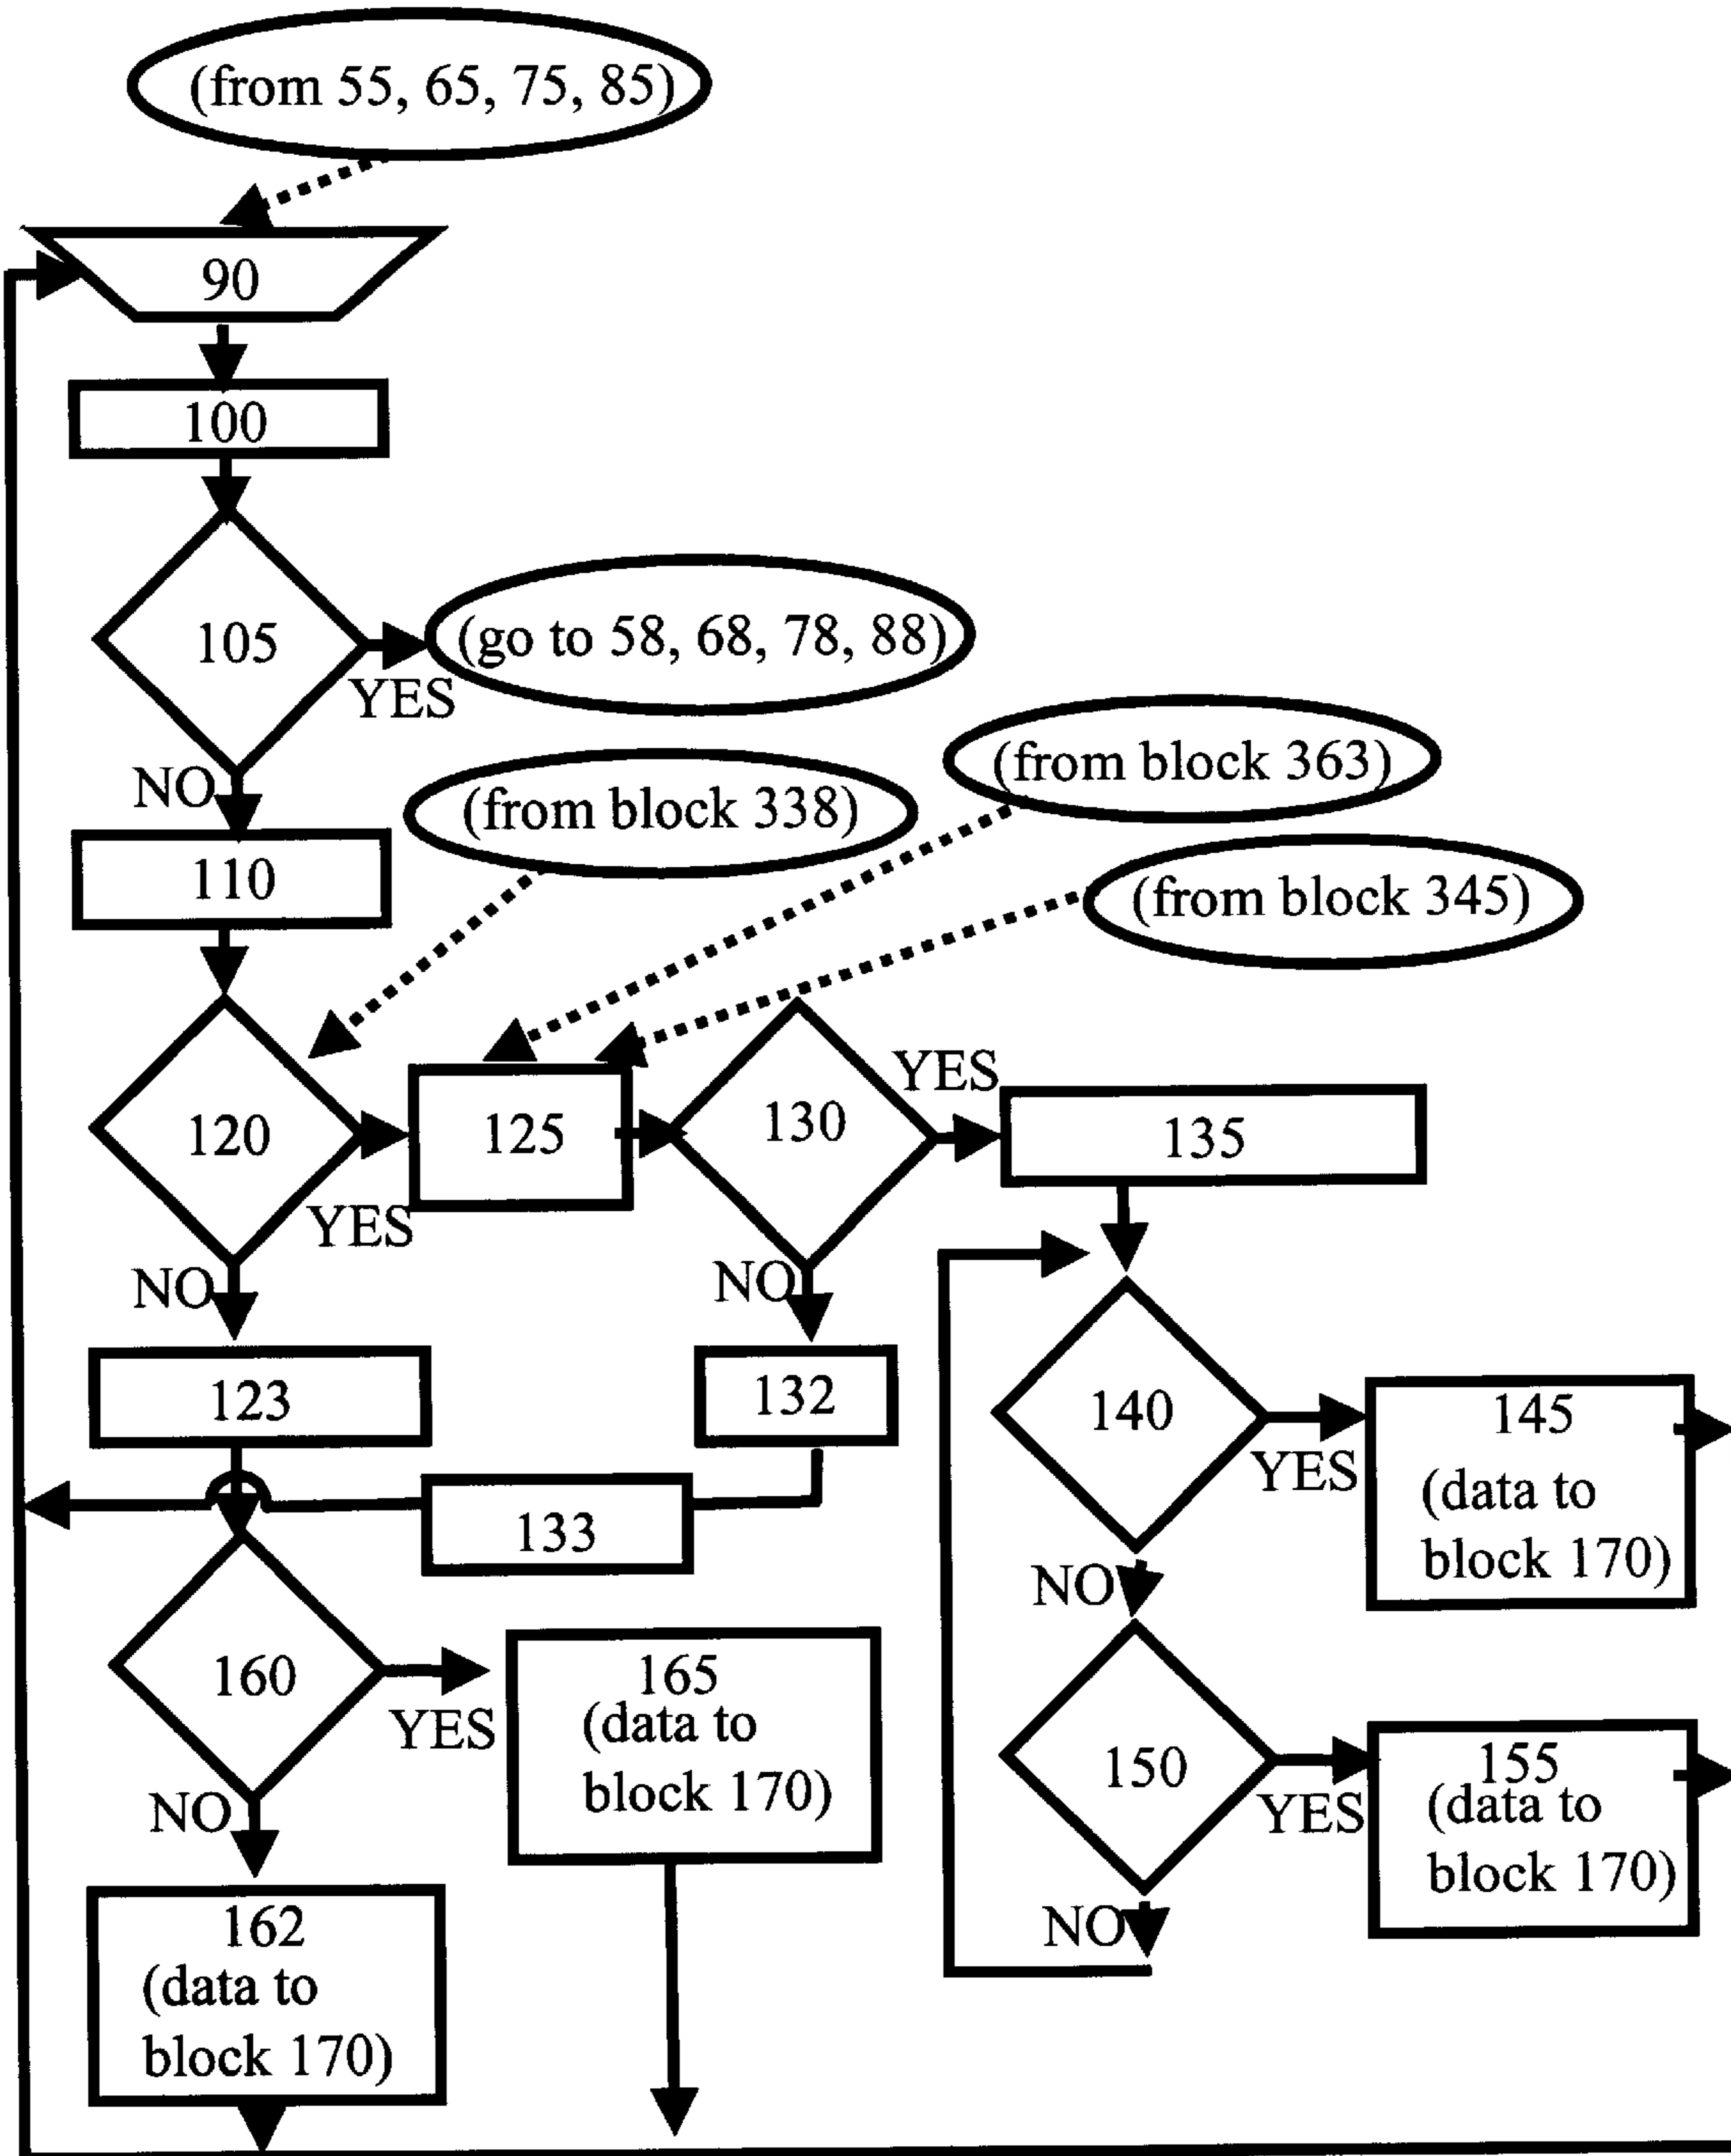 (from 55, 65, 75, 85)
90
100
105
(go to 58, 68, 78, 88)
YES
NO
(from block 363)
(from block 338)
110
(from block 345)
YES
120
125
130
135
YES
NO
NO
123
132
140
145
YES
(data to
block 170)
133
NO
160
165
YES
(data to
block 170)
150
155
YES
(data to
block 170)
NO
NO
162
(data to
block 170)